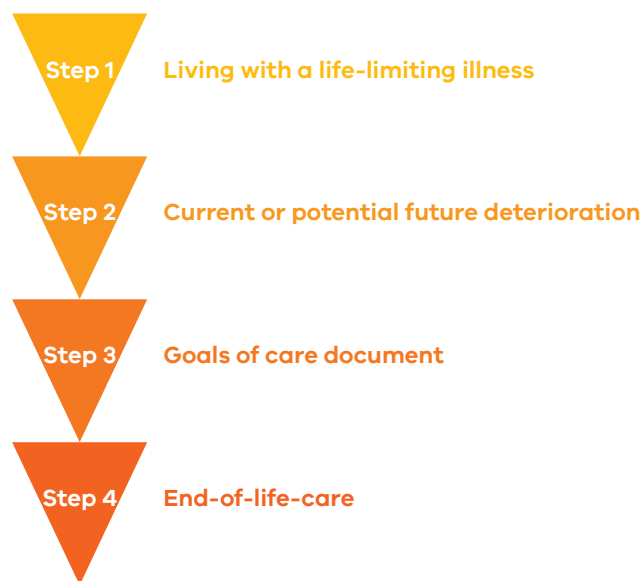 Step 1 Living with a life-limiting illness
Step 2 Current or potential future deterioration
Step 3 Goals of care document
Step 4 End-of-life-care